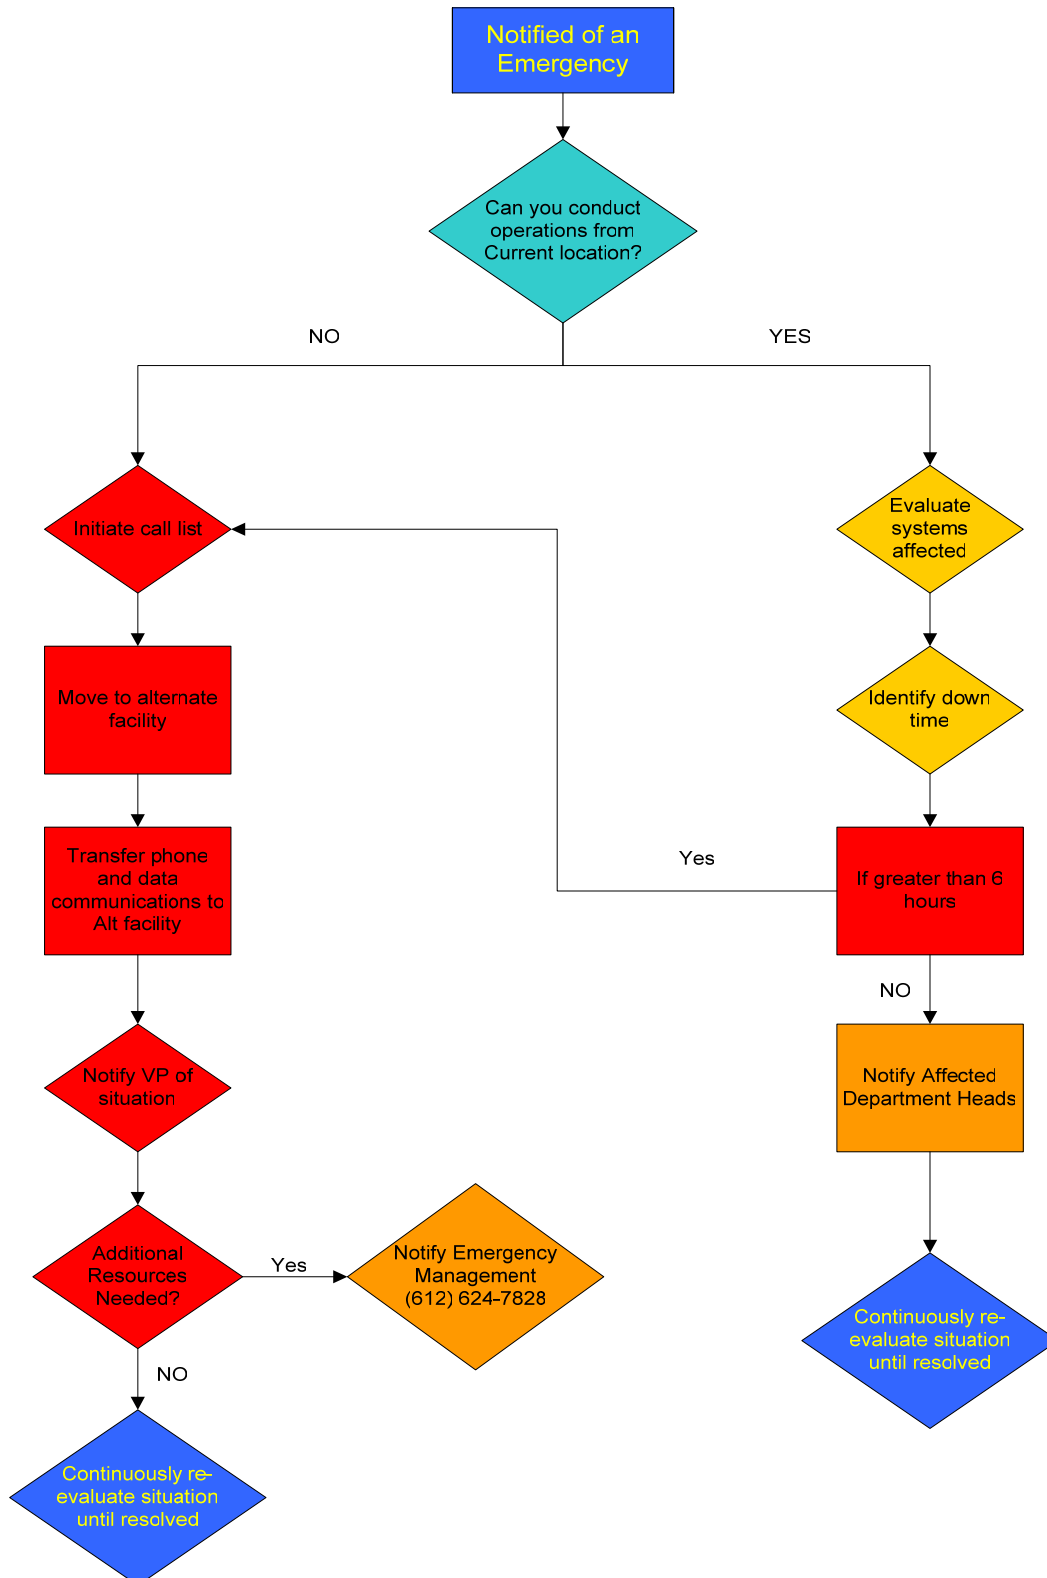 Notified of an
Emergency
Can you conduct
operations from
Current location?
NO
YES
Initiate call list
Evaluate
systems
affected
Move to alternate
facility
Identify down
time
Transfer phone
and data
communications to
Alt facility
Yes
If greater than 6
hours
NO
Notify VP of
situation
Notify Affected
Department Heads
Additional
Resources
Needed?
Yes
Notify Emergency
Management
(612) 624-7828
Continuously re-
evaluate situation
until resolved
NO
Continuously re-
evaluate situation
until resolved